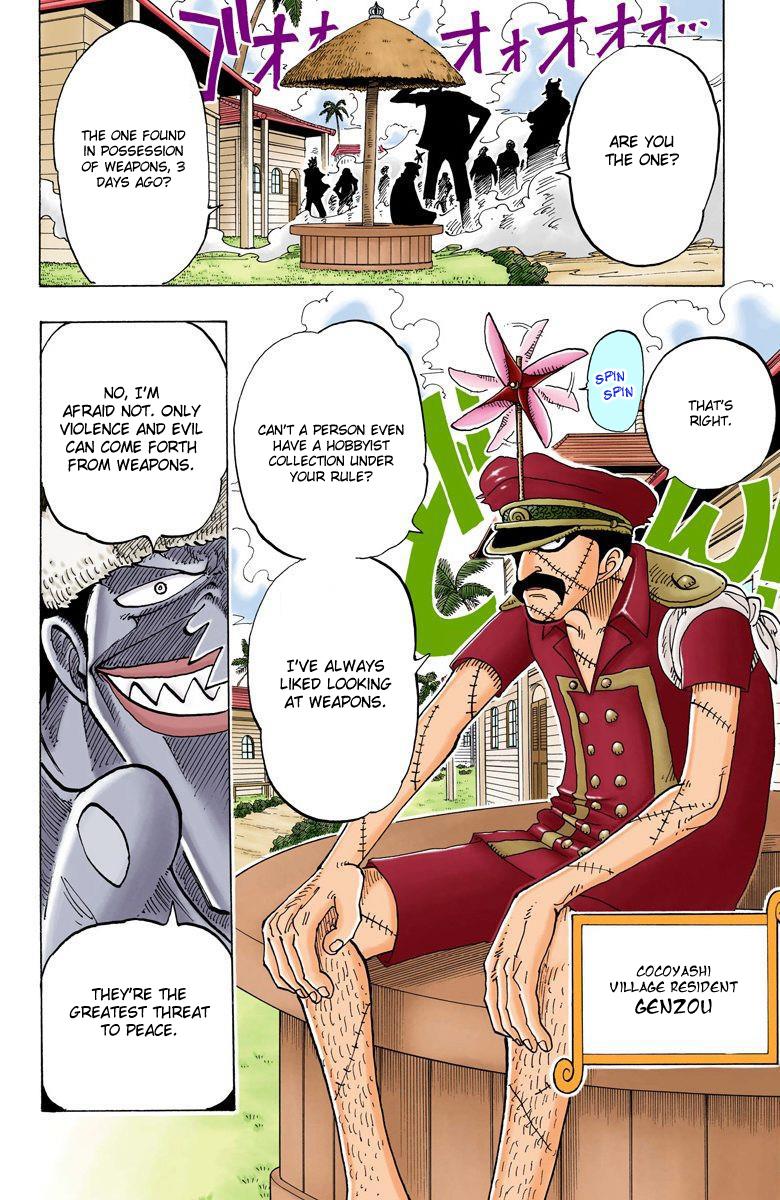 ズオオオオオオ...
ARE YOU
THE ONE?
THE ONE FOUND
IN POSSESSION
OF WEAPONS, 3
DAYS AGO?
THAT'S
RIGHT.
SPIN
SPIN
CAN'T A PERSON EVEN
HAVE A HOBBYIST
COLLECTION UNDER
YOUR RULE?
I'VE ALWAYS
LIKED LOOKING
AT WEAPONS.
COCOYASHI
VILLAGE RESIDENT
GENZOU
NO, I'M
AFRAID NOT. ONLY
VIOLENCE AND EVIL
CAN COME FORTH
FROM WEAPONS.
THEY'RE THE
GREATEST THREAT
TO PEACE.